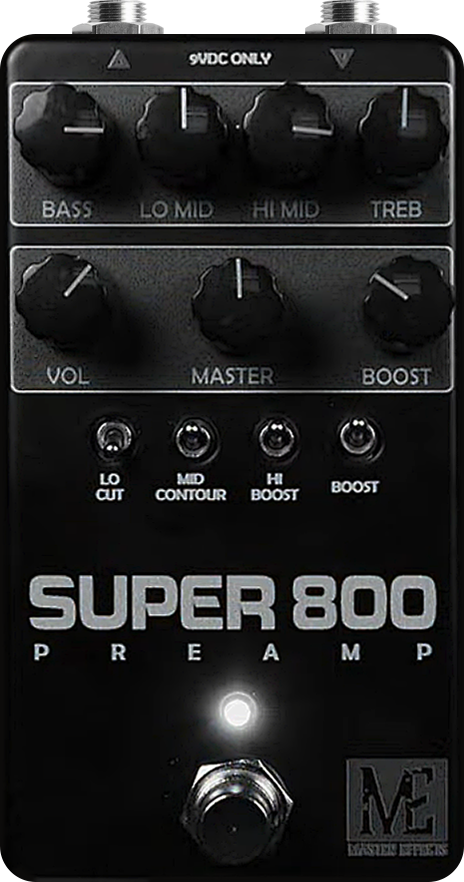 9VDC ONLY
BASS LO MID HI MID TREB
VOL MASTER BOOST
LO CUT
MID CONTOUR
HI BOOST
BOOST
SUPER 800
PREAMP
ME
MASTER EFFECTS